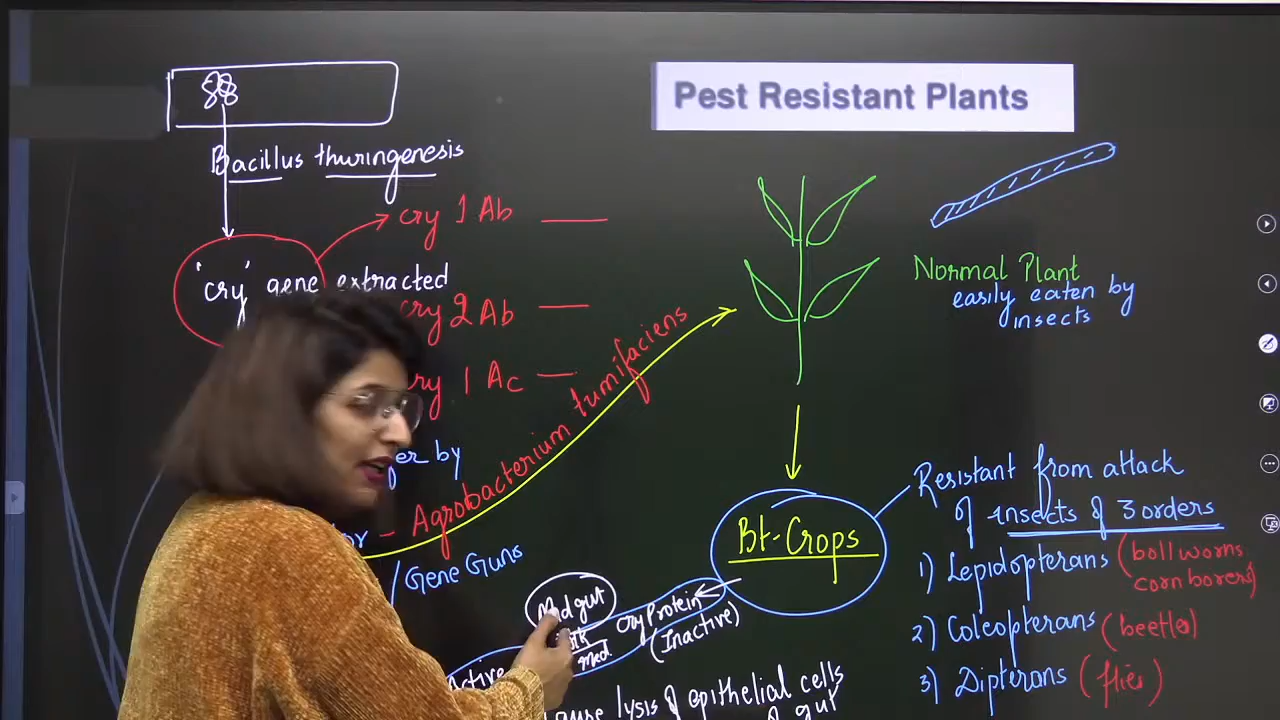 Pest Resistant Plants
Bacillus thuringenesis
'cry' gene extracted
cry 1 Ab
cry 2 Ab
cry 1 Ac
by
Agrobacterium tumifaciens
Gene Guns
Normal Plant
easily eaten by
insects
Bt-Crops
Resistant from attack
of insects of 3 orders
1) Lepidopterans (bollworms
corn borers)
2) Coleopterans (beetles)
3) Dipterans (flies)
Cry Protein
(Inactive)
Midgut
med.
Active
lysis of epithelial cells
of gut